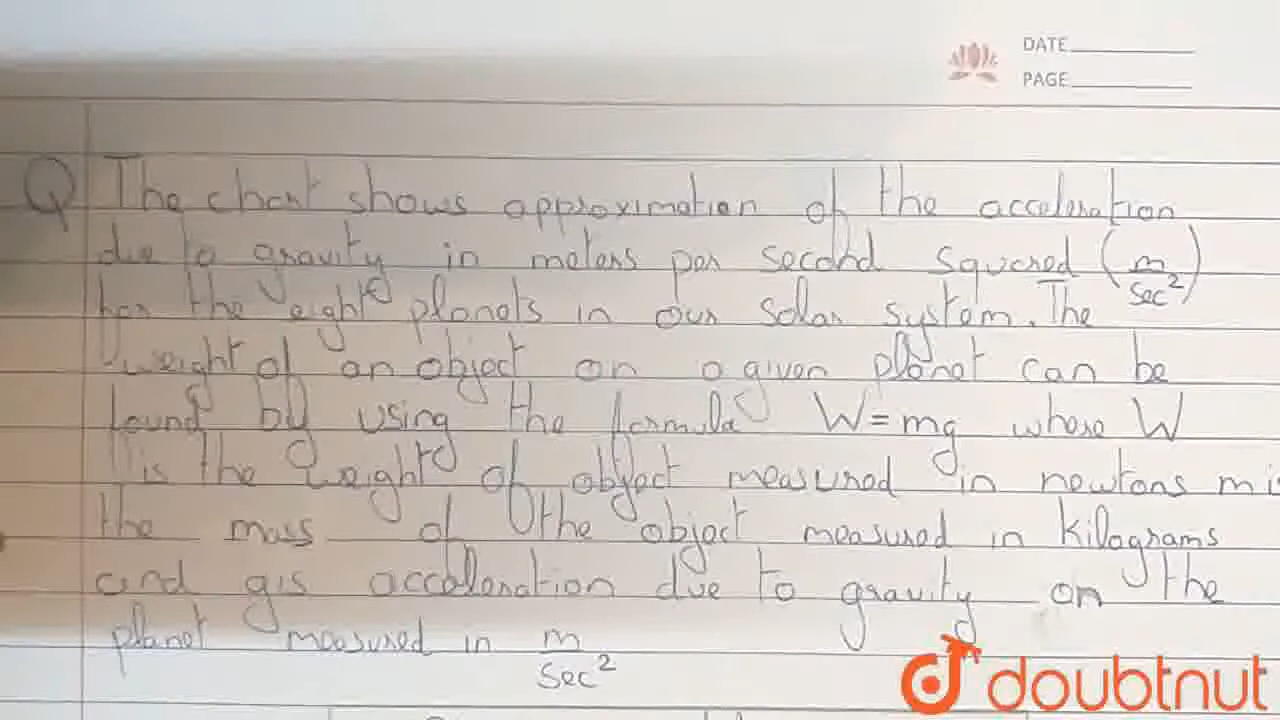 DATE
PAGE
Q The chart shows approximation of the acceleration
due to gravity in meters per second squared (m/sec²)
for the eight planets in our solar system. The
weight of an object on a given planet can be
found by using the formula W=mg where W
is the weight of object measured in newtons m is
the mass of the object measured in kilograms
and g is acceleration due to gravity on the
planet measured in m/sec²
doubtnut